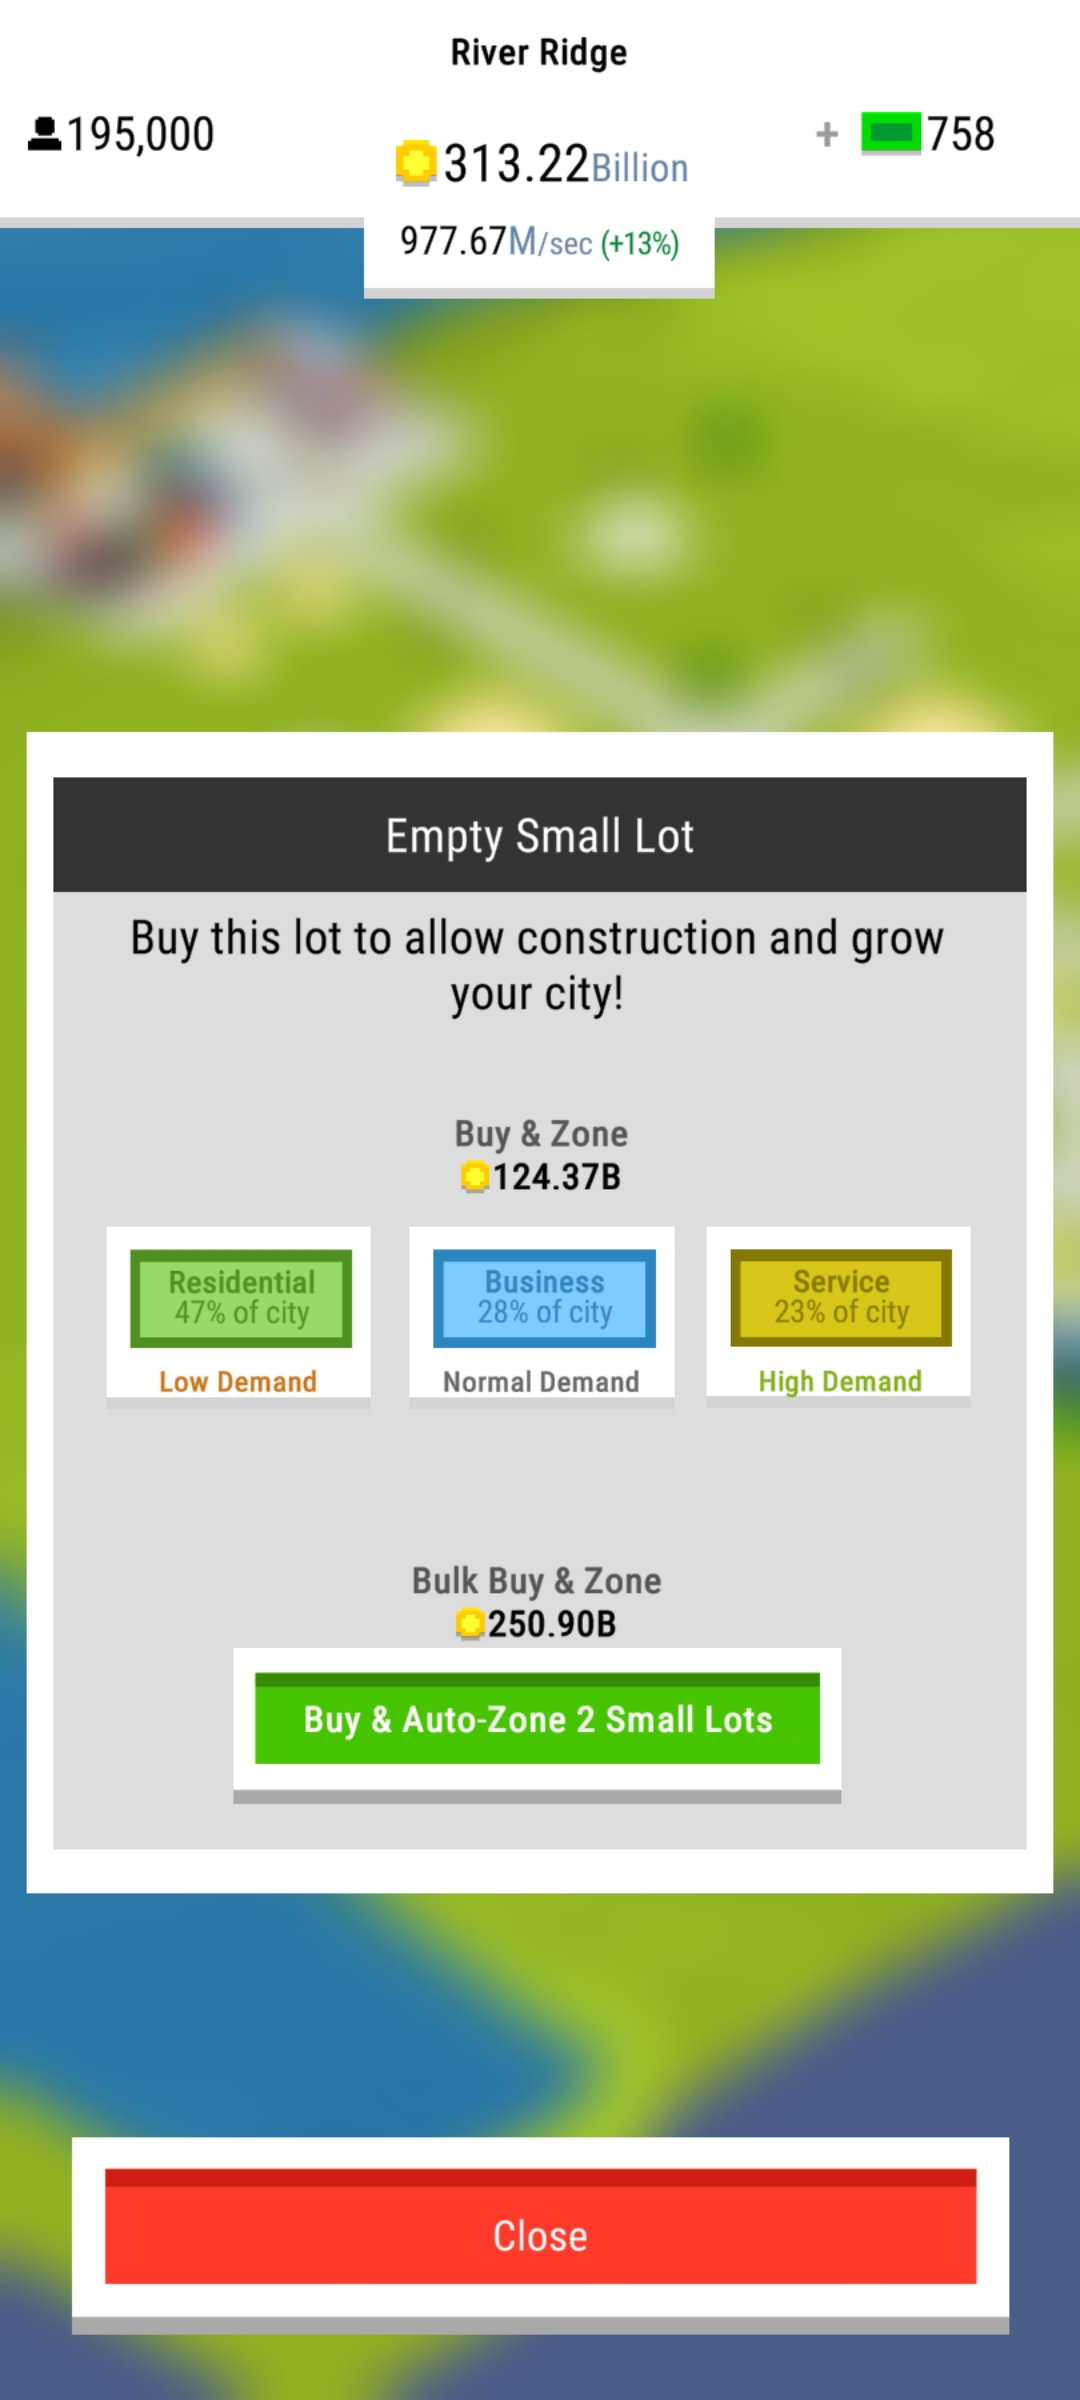 River Ridge
195,000
313.22Billion
+ 758
977.67M/sec (+13%)
Empty Small Lot
Buy this lot to allow construction and grow
your city!
Buy & Zone
124.37B
Residential
47% of city
Low Demand
Business
28% of city
Normal Demand
Service
23% of city
High Demand
Bulk Buy & Zone
250.90B
Buy & Auto-Zone 2 Small Lots
Close